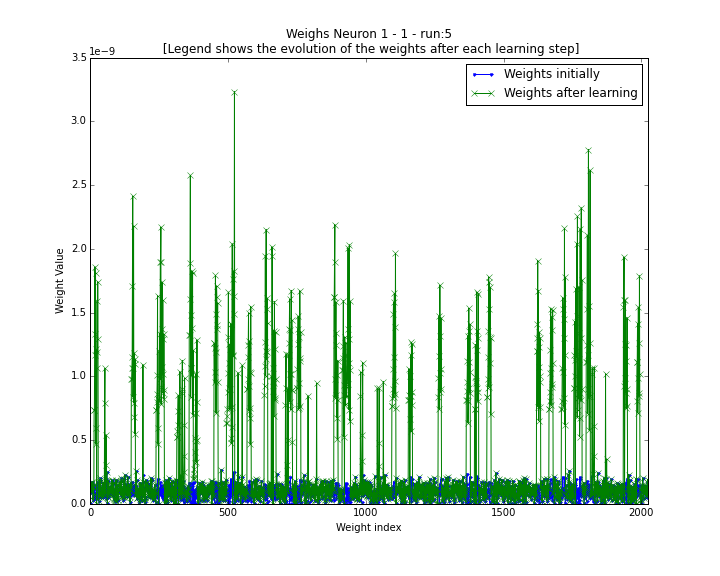 Weighs Neuron 1 - 1 - run:5
[Legend shows the evolution of the weights after each learning step]
1e−9
3.5
3.0
2.5
2.0
1.5
1.0
0.5
0.0
Weight Value
Weights initially
Weights after learning
0
500
1000
1500
2000
Weight index